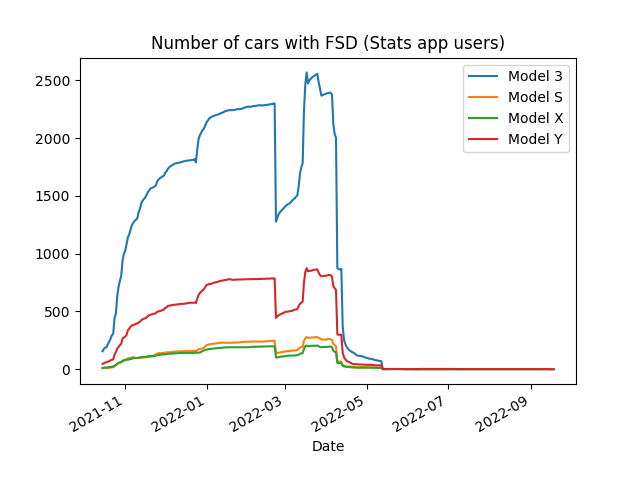 Number of cars with FSD (Stats app users)
2500
2000
1500
1000
500
0
Model 3
Model S
Model X
Model Y
2021-11
2022-01
2022-03
2022-05
2022-07
2022-09
Date